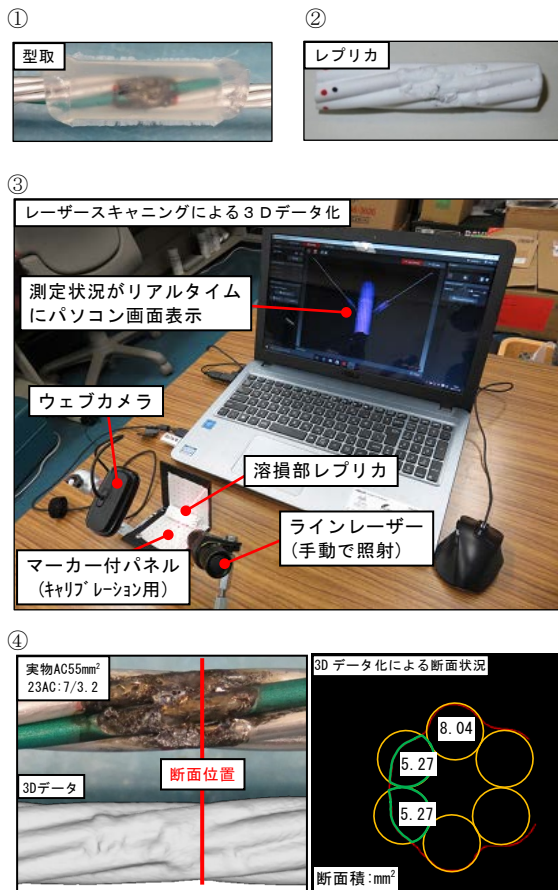 ①
型取
②
レプリカ
③
レーザースキャニングによる３Ｄデータ化
測定状況がリアルタイム
にパソコン画面表示
ウェブカメラ
溶損部レプリカ
ラインレーザー
(手動で照射)
マーカー付パネル
(ｷｬﾘﾌﾞﾚｰｼｮﾝ用)
④
実物AC55mm²
23AC:7/3.2
断面位置
3Dデータ
3Dデータ化による断面状況
8.04
5.27
5.27
断面積:mm²